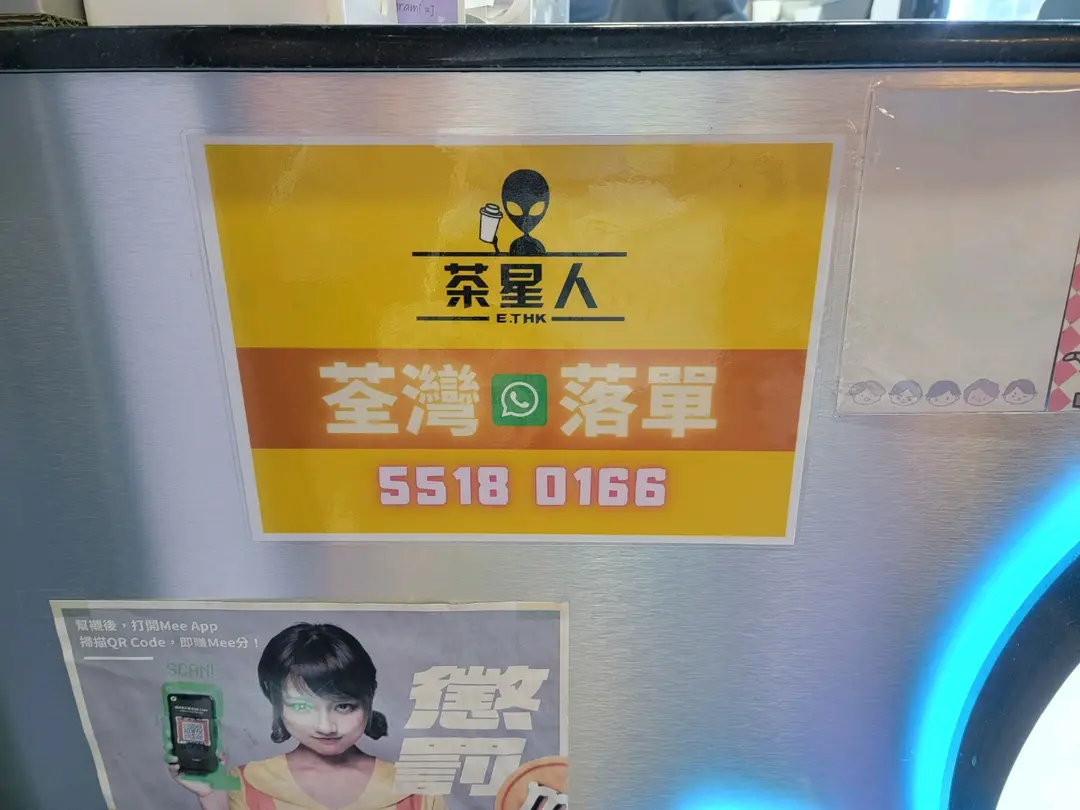 茶星人
E.THK
荃灣 落單
5518 0166
幫襯後，打開Mee App
掃描QR Code，即賺Mee分！
SCAN!
懲
罰